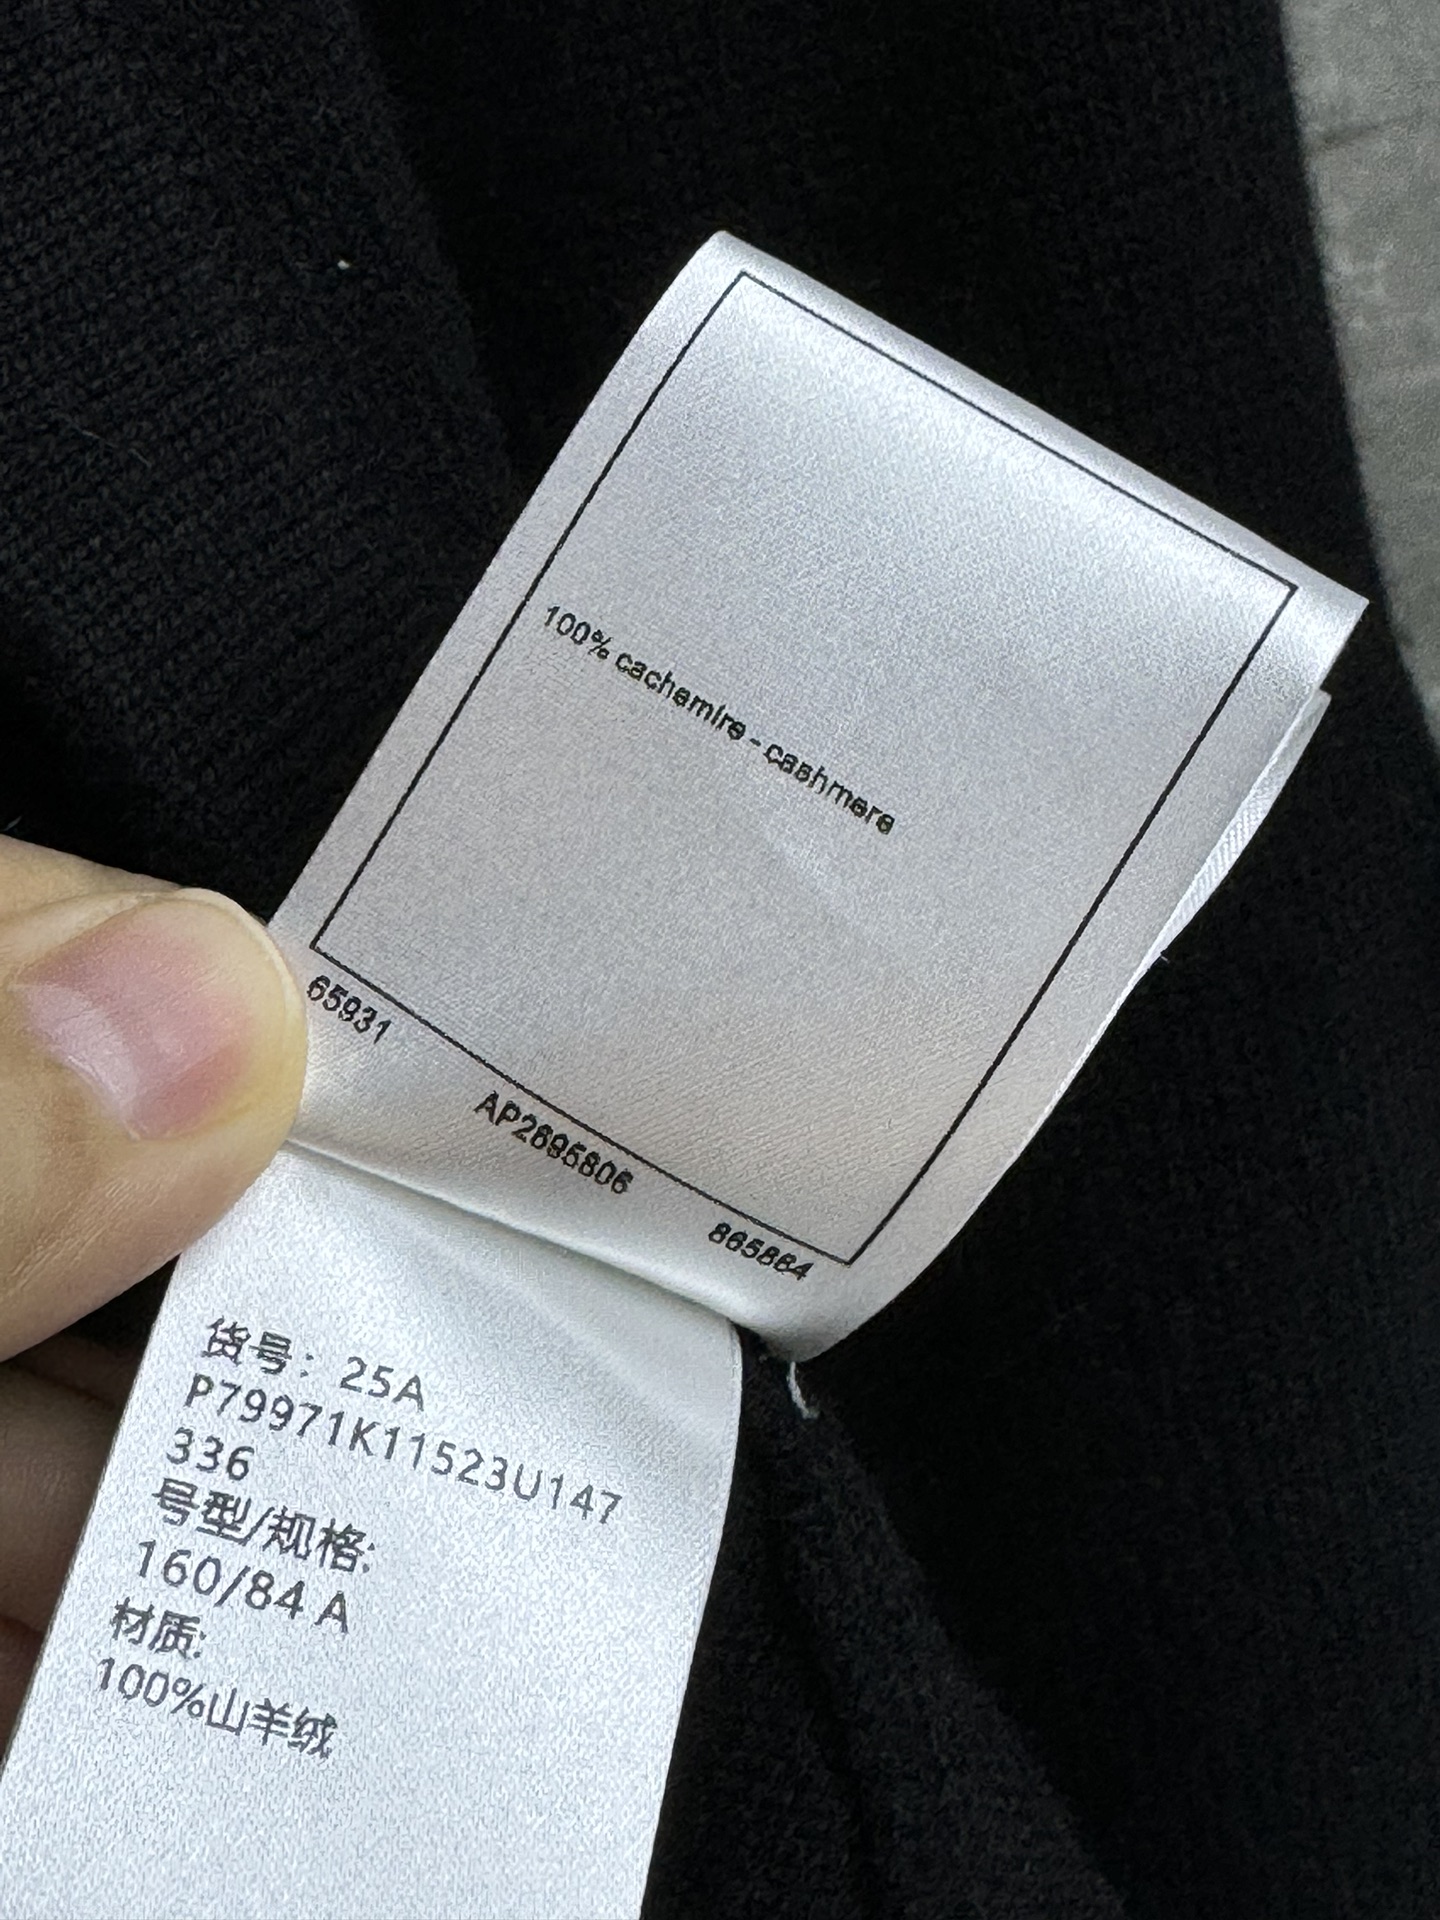 100% cachemire - cashmere
65931
AP2695806
865864
货号：25A
P79971K11523U147
336
号型/规格:
160/84 A
材质:
100%山羊绒